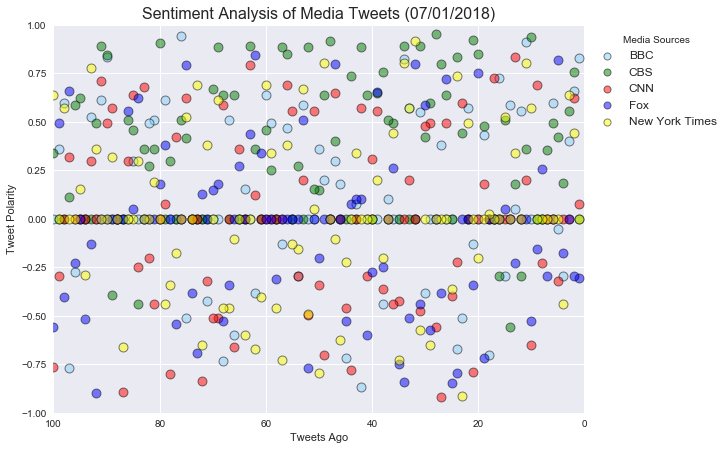 Sentiment Analysis of Media Tweets (07/01/2018)
Media Sources
BBC
CBS
CNN
Fox
New York Times
Tweet Polarity
1.00
0.75
0.50
0.25
0.00
−0.25
−0.50
−0.75
−1.00
100 80 60 40 20 0
Tweets Ago